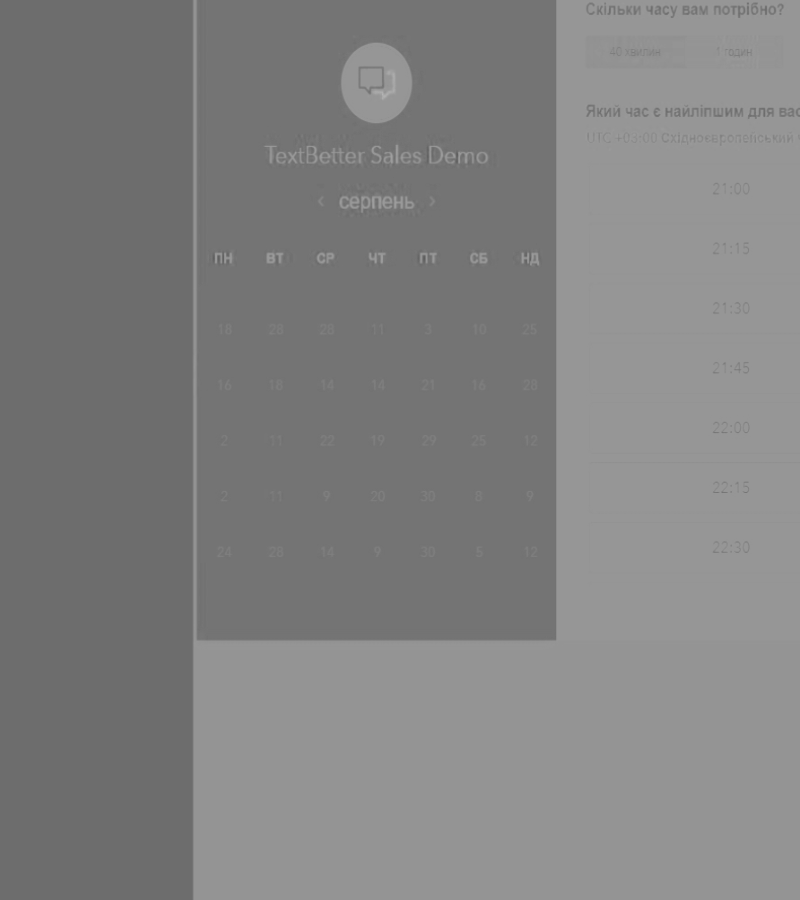 TextBetter Sales Demo
‹ серпень ›
ПН ВТ СР ЧТ ПТ СБ НД
18 28 28 11 3 10 25
16 18 14 14 21 16 28
2 11 22 19 29 25 12
2 11 9 20 30 8 9
24 28 14 9 30 5 12
Скільки часу вам потрібно?
40 хвилин 1 годин
Який час є найліпшим для вас
UTC +03:00 Східноєвропейський
21:00
21:15
21:30
21:45
22:00
22:15
22:30